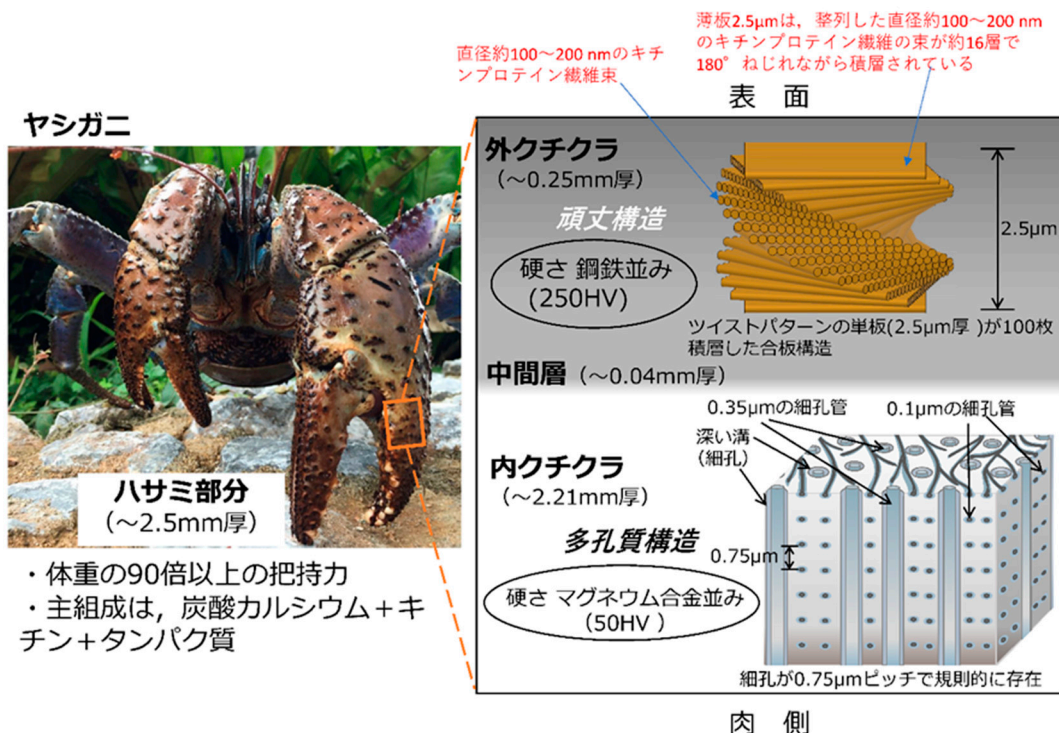 薄板2.5μmは，整列した直径約100～200 nm
のキチンプロテイン繊維の束が約16層で
180°ねじれながら積層されている
直径約100～200 nmのキチ
ンプロテイン繊維束
表　面
ヤシガニ
外クチクラ
（～0.25mm厚）
頑丈構造
硬さ 鋼鉄並み
(250HV)
2.5μm
ツイストパターンの単板(2.5μm厚 )が100枚
積層した合板構造
中間層（～0.04mm厚）
0.35μmの細孔管
0.1μmの細孔管
深い溝
（細孔）
内クチクラ
（～2.21mm厚）
多孔質構造
0.75μm
硬さ マグネウム合金並み
(50HV )
細孔が0.75μmピッチで規則的に存在
ハサミ部分
（～2.5mm厚）
・体重の90倍以上の把持力
・主組成は，炭酸カルシウム＋キ
チン＋タンパク質
肉　側